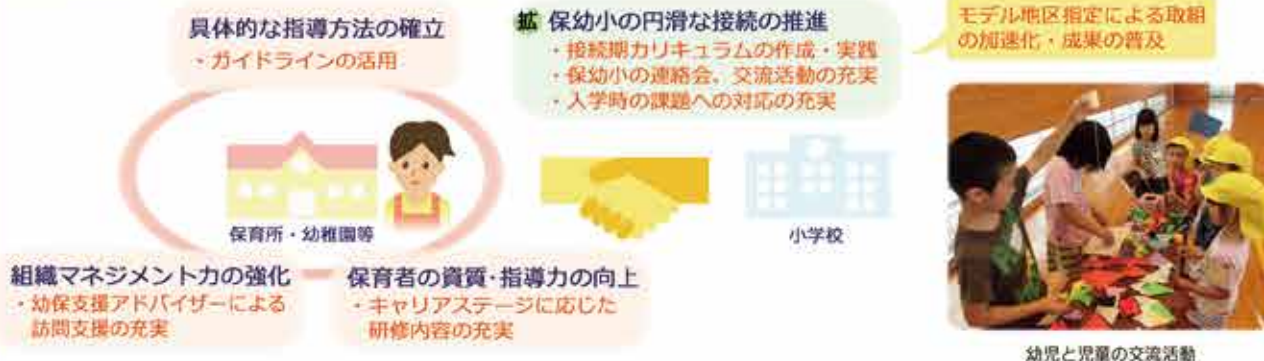 具体的な指導方法の確立
・ガイドラインの活用
拡 保幼小の円滑な接続の推進
・接続期カリキュラムの作成・実践
・保幼小の連絡会、交流活動の充実
・入学時の課題への対応の充実
モデル地区指定による取組
の加速化・成果の普及
保育所・幼稚園等
小学校
組織マネジメント力の強化
・幼保支援アドバイザーによる
訪問支援の充実
保育者の資質・指導力の向上
・キャリアステージに応じた
研修内容の充実
幼児と児童の交流活動